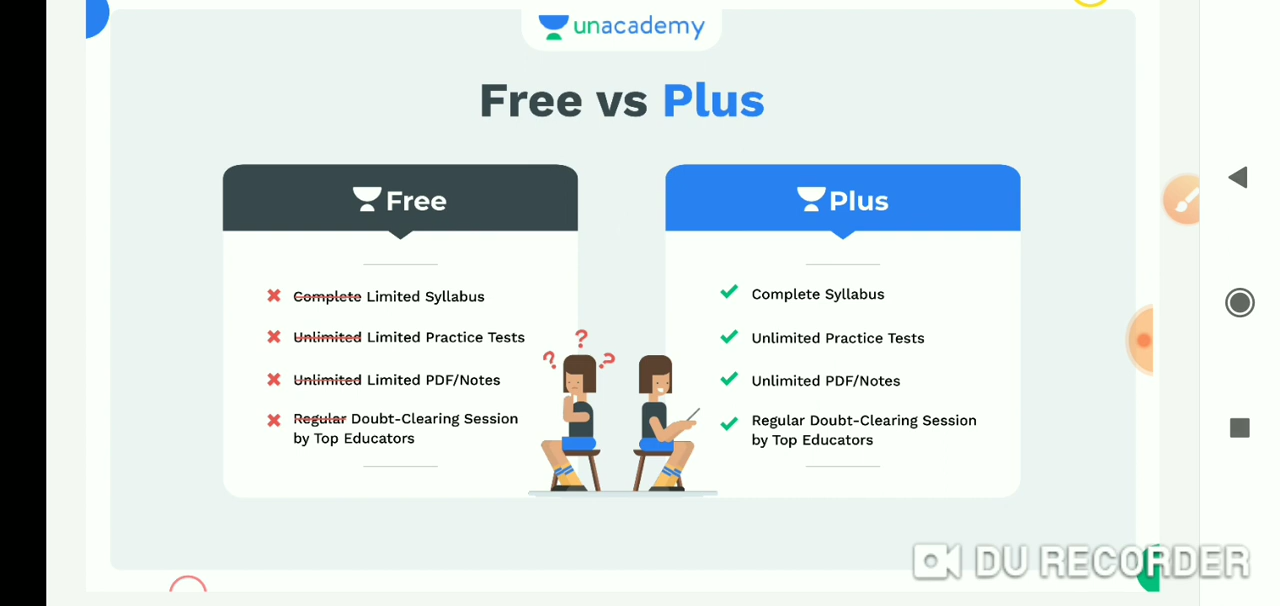 unacademy
Free vs Plus
Free
Complete Limited Syllabus
Unlimited Limited Practice Tests
Unlimited Limited PDF/Notes
Regular Doubt-Clearing Session
by Top Educators
? ? ?
Plus
Complete Syllabus
Unlimited Practice Tests
Unlimited PDF/Notes
Regular Doubt-Clearing Session
by Top Educators
DU RECORDER